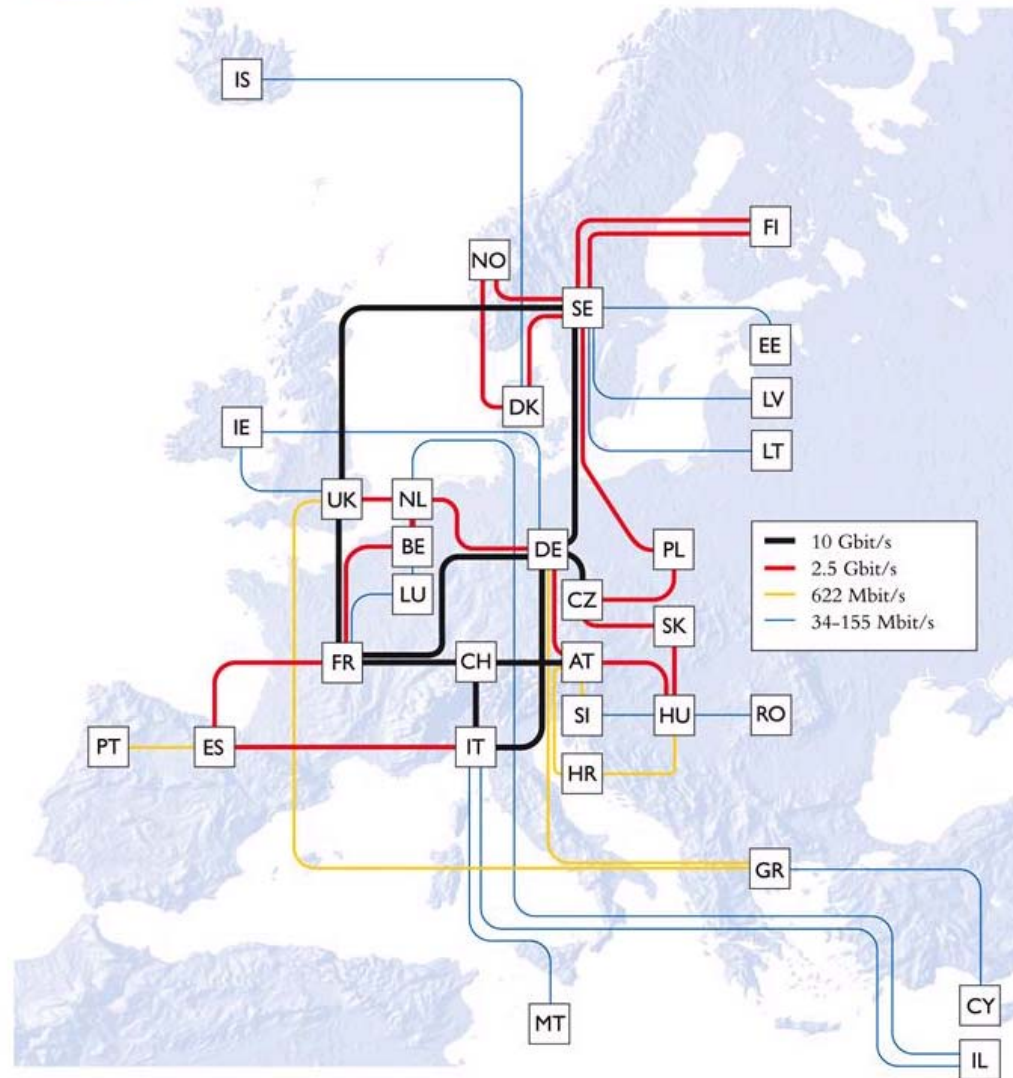 IS
FI
NO
SE
EE
DK
LV
IE
LT
UK
NL
BE
DE
PL
10 Gbit/s
2.5 Gbit/s
622 Mbit/s
34-155 Mbit/s
LU
CZ
SK
FR
CH
AT
SI
HU
RO
PT
ES
IT
HR
GR
CY
MT
IL